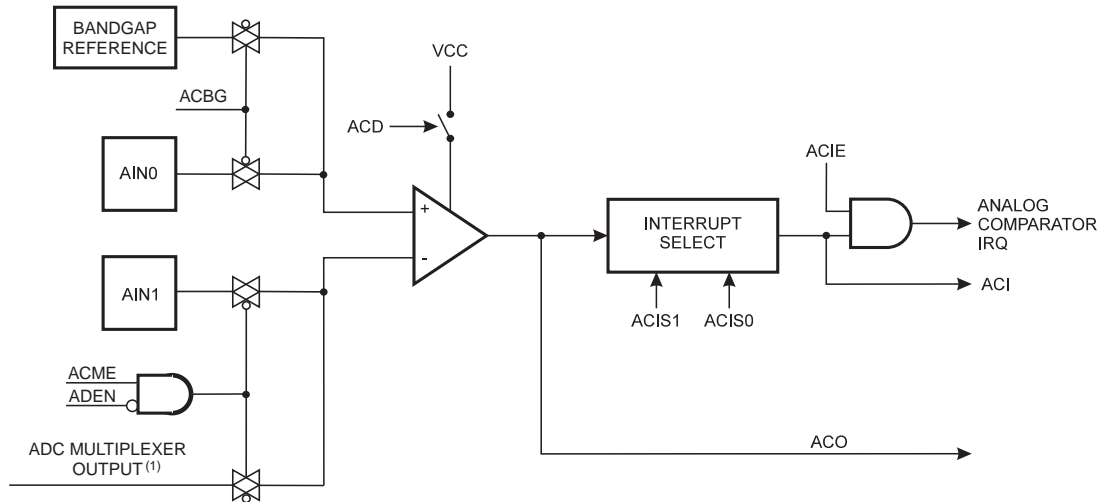 BANDGAP
REFERENCE
ACBG
VCC
ACD
AIN0
+
-
ACIE
INTERRUPT
SELECT
ANALOG
COMPARATOR
IRQ
AIN1
ACI
ACIS1
ACIS0
ACME
ADEN
ADC MULTIPLEXER
OUTPUT (1)
ACO